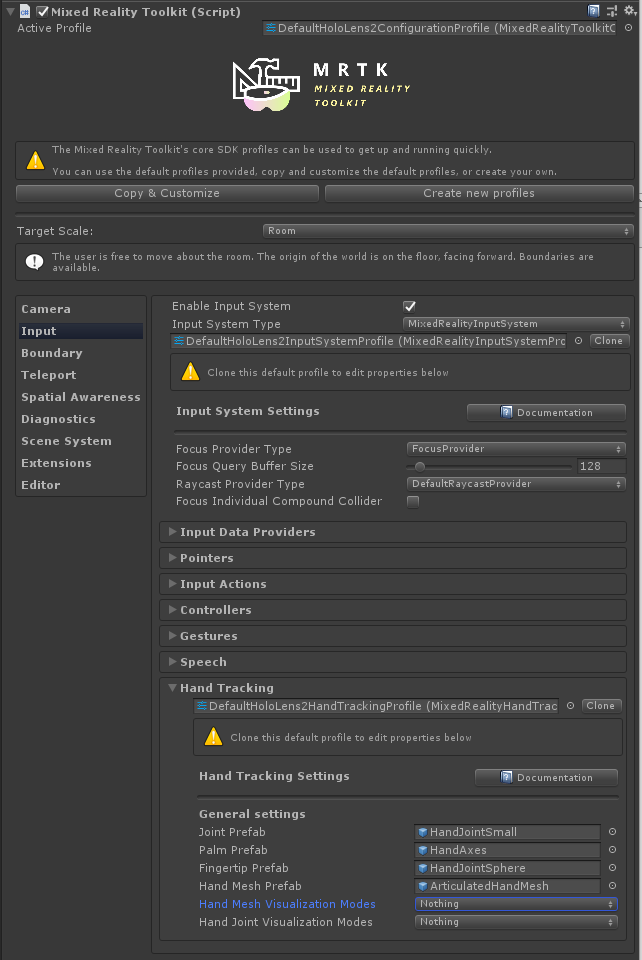 Mixed Reality Toolkit (Script)
Active Profile
DefaultHoloLens2ConfigurationProfile (MixedRealityToolkitC
MRTK
MIXED REALITY
TOOLKIT
The Mixed Reality Toolkit's core SDK profiles can be used to get up and running quickly.
You can use the default profiles provided, copy and customize the default profiles, or create your own.
Copy & Customize
Create new profiles
Target Scale:
Room
The user is free to move about the room. The origin of the world is on the floor, facing forward. Boundaries are
available.
Camera
Input
Boundary
Teleport
Spatial Awareness
Diagnostics
Scene System
Extensions
Editor
Enable Input System
Input System Type
MixedRealityInputSystem
DefaultHoloLens2InputSystemProfile (MixedRealityInputSystemPro
Clone
Clone this default profile to edit properties below
Input System Settings
Documentation
Focus Provider Type
FocusProvider
Focus Query Buffer Size
128
Raycast Provider Type
DefaultRaycastProvider
Focus Individual Compound Collider
Input Data Providers
Pointers
Input Actions
Controllers
Gestures
Speech
Hand Tracking
DefaultHoloLens2HandTrackingProfile (MixedRealityHandTrac
Clone
Clone this default profile to edit properties below
Hand Tracking Settings
Documentation
General settings
Joint Prefab
HandJointSmall
Palm Prefab
HandAxes
Fingertip Prefab
HandJointSphere
Hand Mesh Prefab
ArticulatedHandMesh
Hand Mesh Visualization Modes
Nothing
Hand Joint Visualization Modes
Nothing